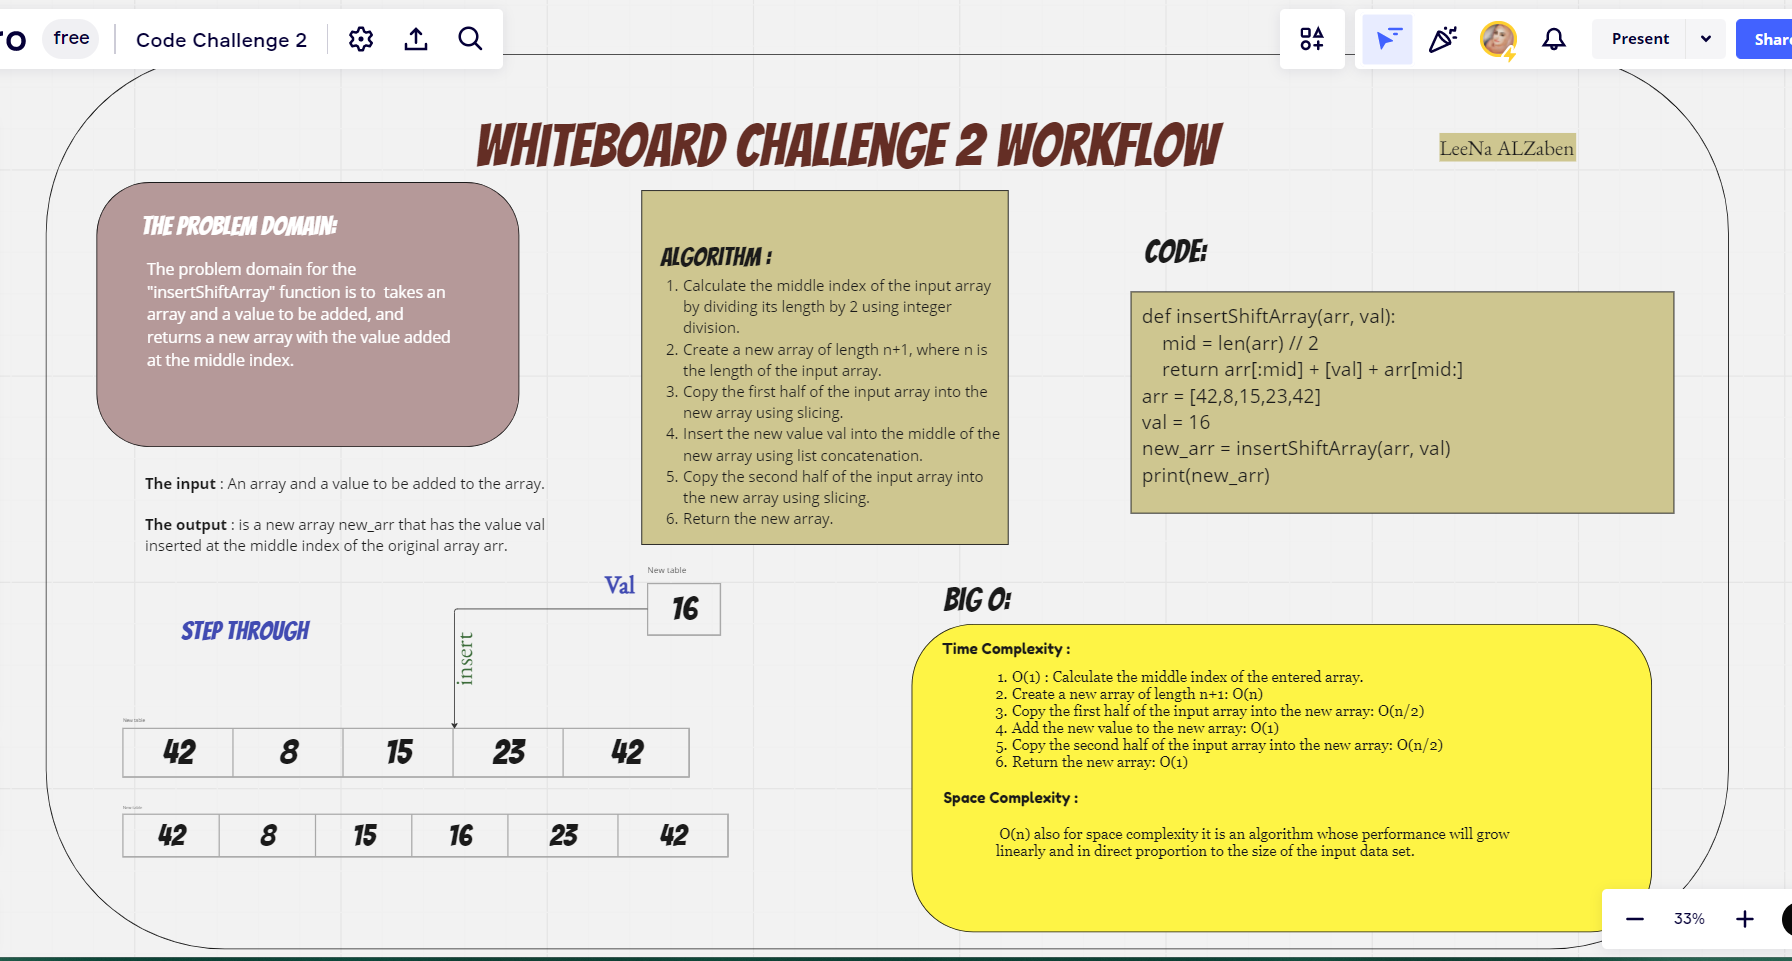 ro
free
Code Challenge 2
Present
Share
WHITEBOARD CHALLENGE 2 WORKFLOW
LeeNa ALZaben
THE PROBLEM DOMAIN:
The problem domain for the
"insertShiftArray" function is to takes an
array and a value to be added, and
returns a new array with the value added
at the middle index.
The input : An array and a value to be added to the array.
The output : is a new array new_arr that has the value val
inserted at the middle index of the original array arr.
ALGORITHM :
1. Calculate the middle index of the input array
by dividing its length by 2 using integer
division.
2. Create a new array of length n+1, where n is
the length of the input array.
3. Copy the first half of the input array into the
new array using slicing.
4. Insert the new value val into the middle of the
new array using list concatenation.
5. Copy the second half of the input array into
the new array using slicing.
6. Return the new array.
CODE:
def insertShiftArray(arr, val):
mid = len(arr) // 2
return arr[:mid] + [val] + arr[mid:]
arr = [42,8,15,23,42]
val = 16
new_arr = insertShiftArray(arr, val)
print(new_arr)
STEP THROUGH
Val
New table
16
insert
New table
42 8 15 23 42
New table
42 8 15 16 23 42
BIG O:
Time Complexity :
1. O(1) : Calculate the middle index of the entered array.
2. Create a new array of length n+1: O(n)
3. Copy the first half of the input array into the new array: O(n/2)
4. Add the new value to the new array: O(1)
5. Copy the second half of the input array into the new array: O(n/2)
6. Return the new array: O(1)
Space Complexity :
O(n) also for space complexity it is an algorithm whose performance will grow
linearly and in direct proportion to the size of the input data set.
33%